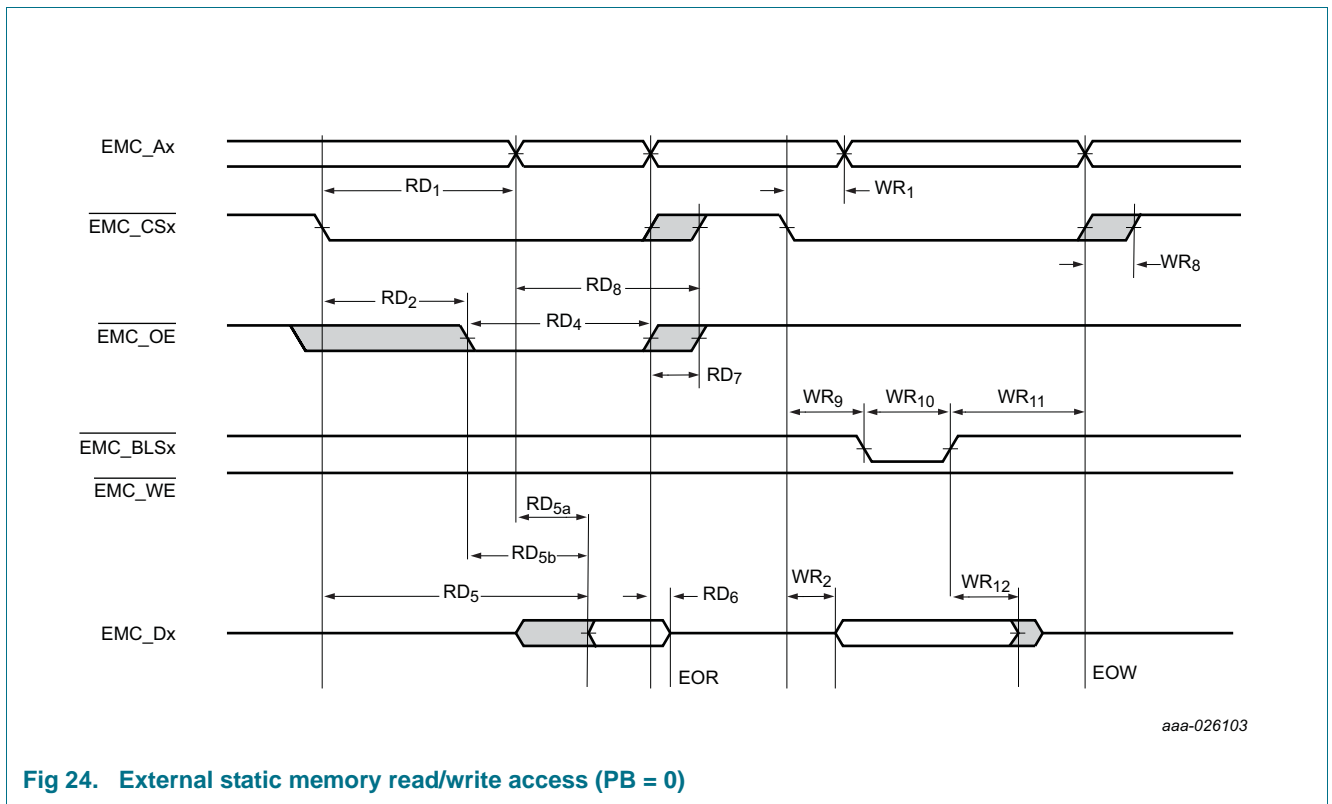 EMC_Ax
RD1
WR1
EMC_CSx
WR8
RD8
RD2
RD4
EMC_OE
RD7
WR9
WR10
WR11
EMC_BLSx
EMC_WE
RD5a
RD5b
WR2
WR12
RD5
RD6
EMC_Dx
EOR
EOW
aaa-026103
Fig 24. External static memory read/write access (PB = 0)